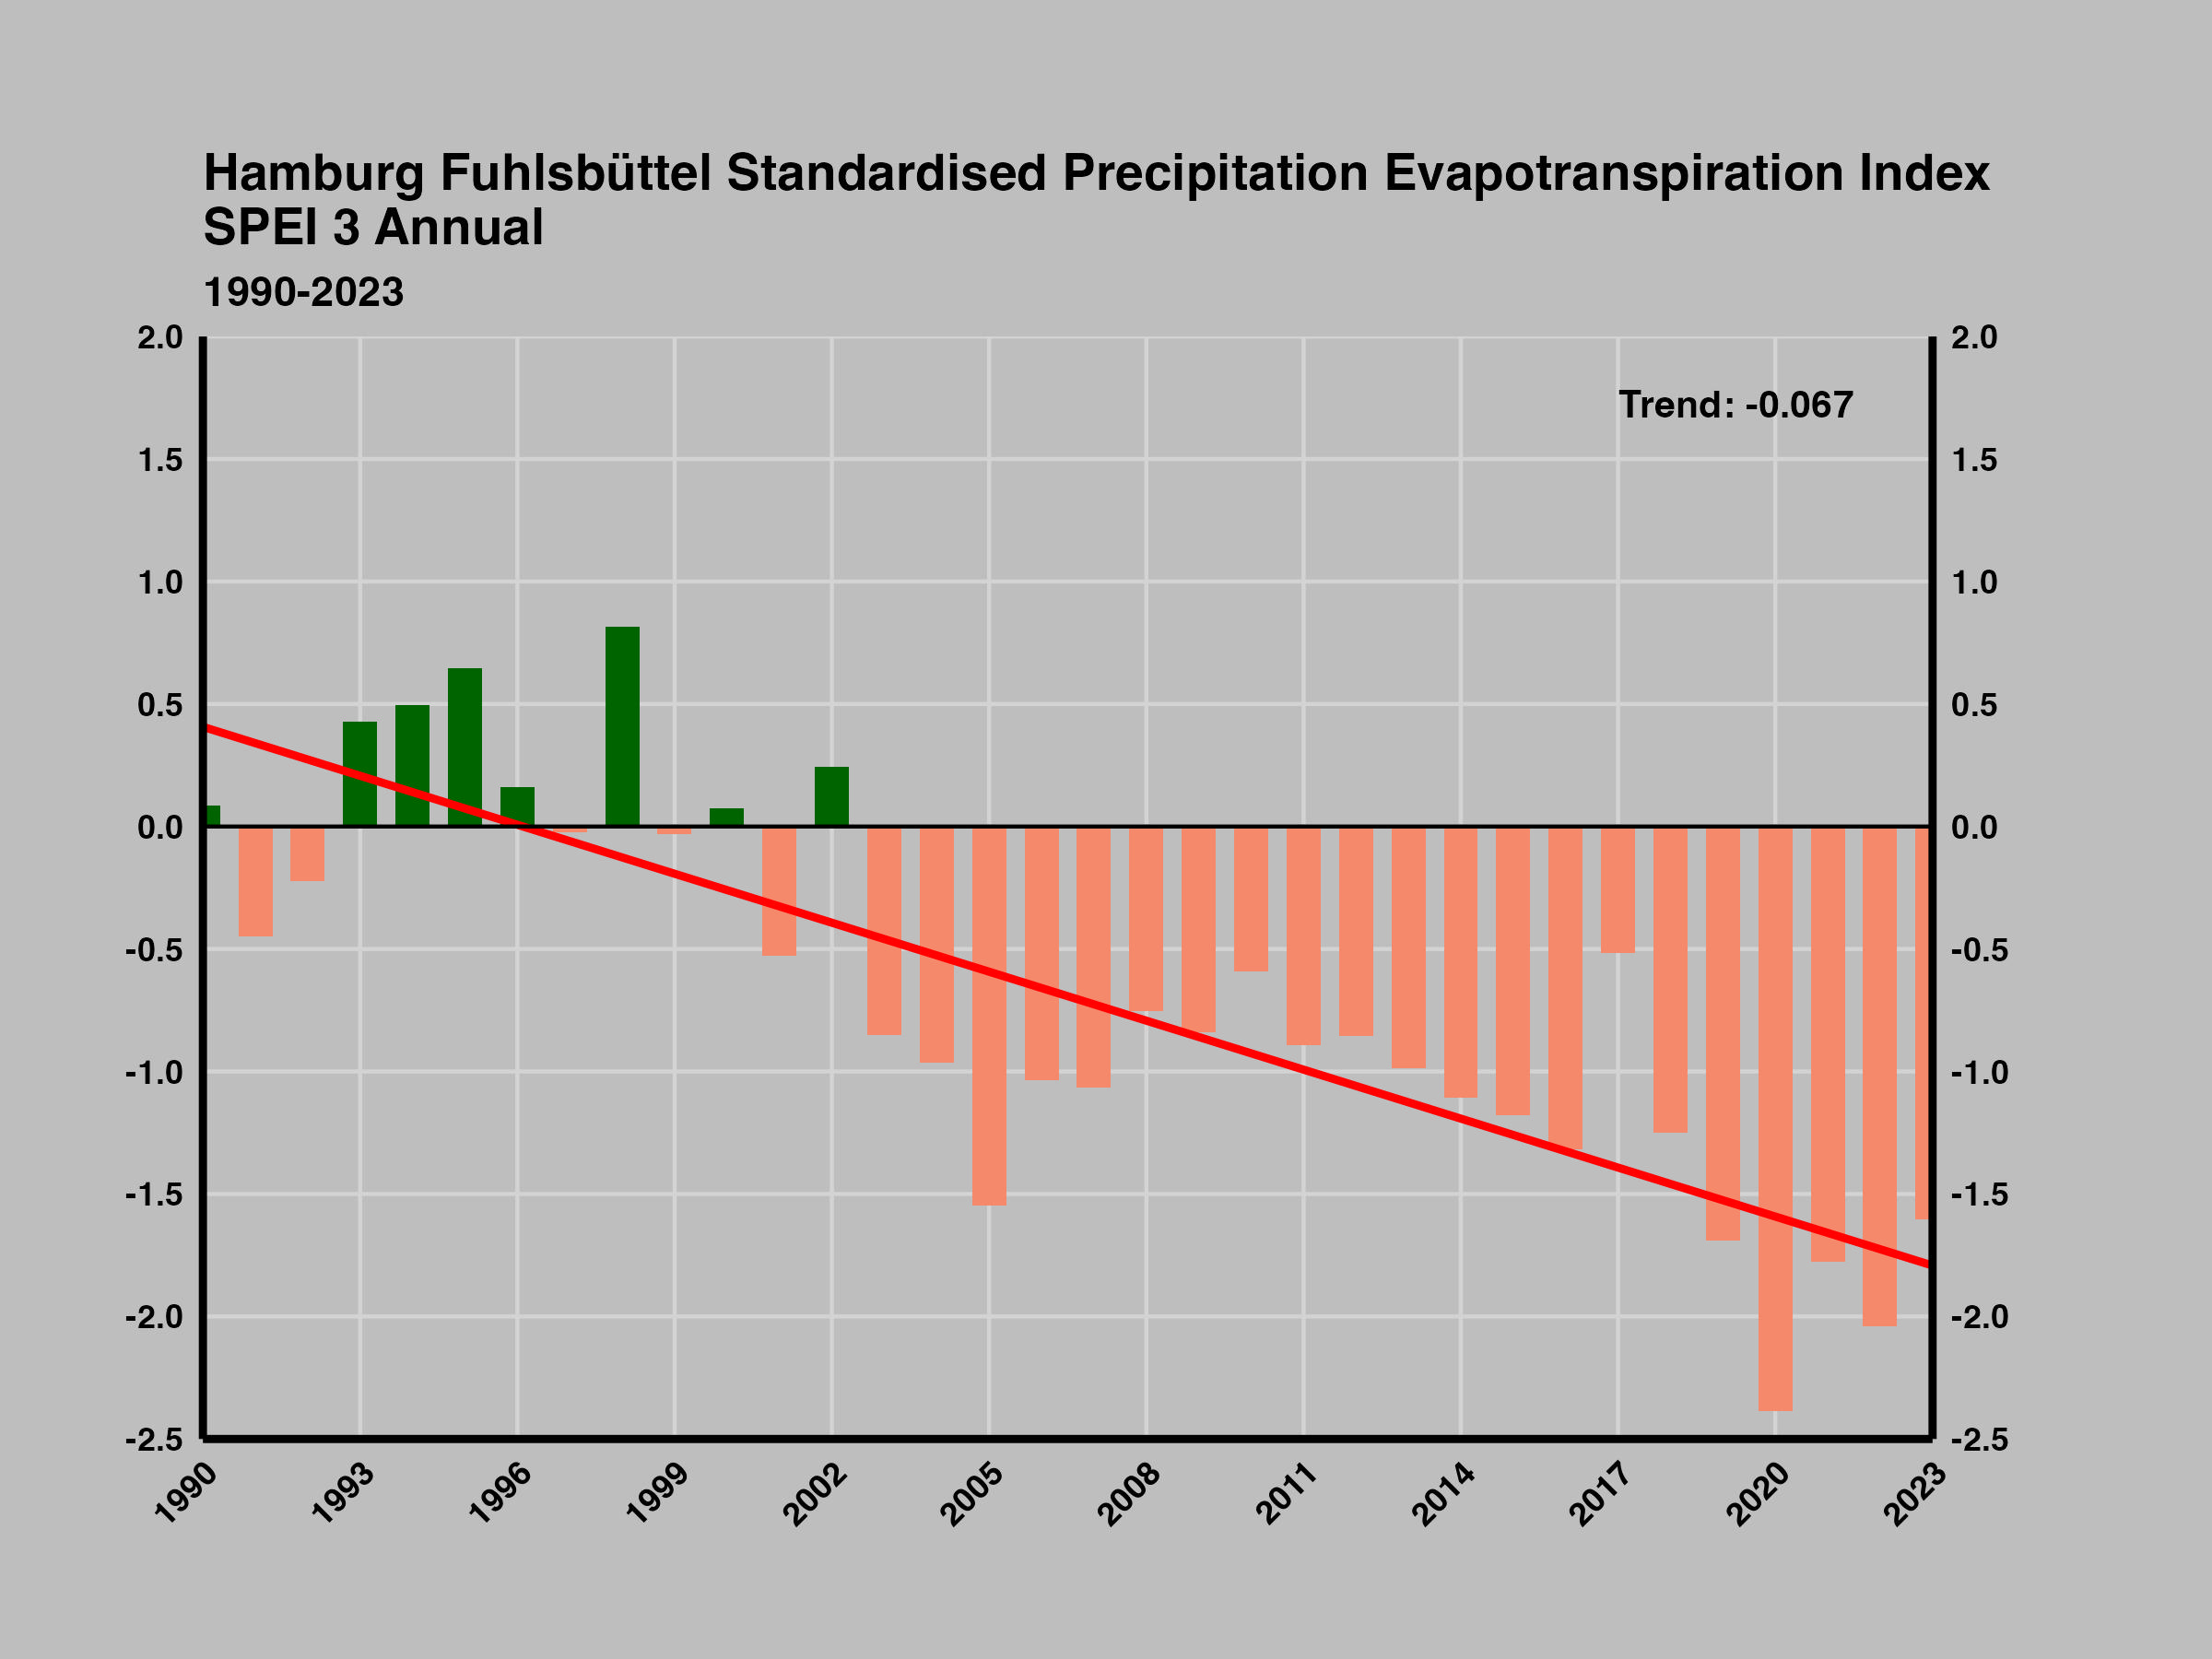 Hamburg Fuhlsbüttel Standardised Precipitation Evapotranspiration Index
SPEI 3 Annual
1990-2023
2.0 2.0
Trend: -0.067
1.5 1.5
1.0 1.0
0.5 0.5
0.0 0.0
-0.5 -0.5
-1.0 -1.0
-1.5 -1.5
-2.0 -2.0
-2.5 -2.5
1990 1993 1996 1999 2002 2005 2008 2011 2014 2017 2020 2023